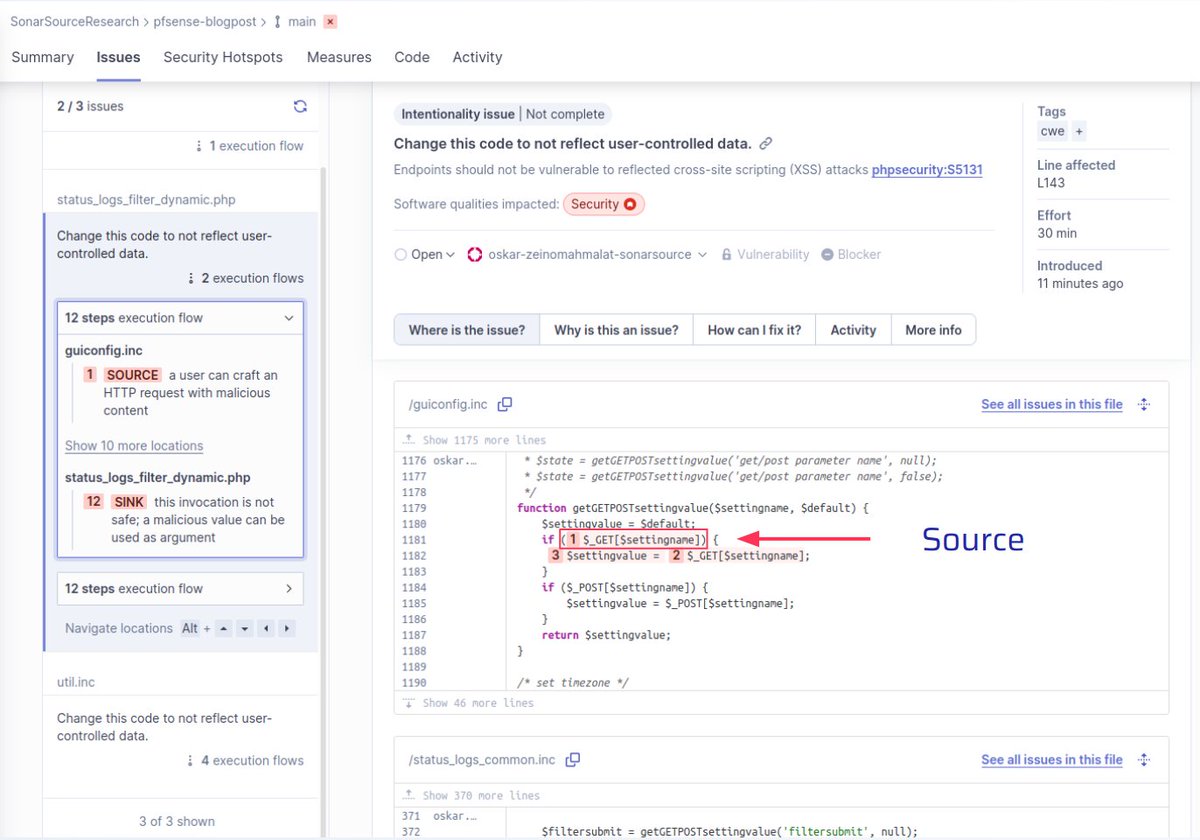 SonarSourceResearch > pfsense-blogpost > main ×
Summary Issues Security Hotspots Measures Code Activity
2 / 3 issues
1 execution flow
status_logs_filter_dynamic.php
Change this code to not reflect user-
controlled data.
2 execution flows
12 steps execution flow
guiconfig.inc
1 SOURCE a user can craft an
HTTP request with malicious
content
Show 10 more locations
status_logs_filter_dynamic.php
12 SINK this invocation is not
safe; a malicious value can be
used as argument
12 steps execution flow
Navigate locations Alt +
util.inc
Change this code to not reflect user-
controlled data.
4 execution flows
3 of 3 shown
Intentionality issue | Not complete
Change this code to not reflect user-controlled data.
Endpoints should not be vulnerable to reflected cross-site scripting (XSS) attacks phpsecurity:S5131
Software qualities impacted: Security
Open oskar-zeinomahmalat-sonarsource Vulnerability Blocker
Tags
cwe +
Line affected
L143
Effort
30 min
Introduced
11 minutes ago
Where is the issue? Why is this an issue? How can I fix it? Activity More info
/guiconfig.inc See all issues in this file
Show 1175 more lines
1176 oskar... * $state = getGETPOSTsettingvalue('get/post parameter name', null);
1177 * $state = getGETPOSTsettingvalue('get/post parameter name', false);
1178 */
1179 function getGETPOSTsettingvalue($settingname, $default) {
1180 $settingvalue = $default;
1181 if ( 1 $_GET[$settingname]) {
1182 3 $settingvalue = 2 $_GET[$settingname];
1183 }
1184 if ($_POST[$settingname]) {
1185 $settingvalue = $_POST[$settingname];
1186 }
1187 return $settingvalue;
1188 }
1189
1190 /* set timezone */
Source
Show 46 more lines
/status_logs_common.inc See all issues in this file
Show 370 more lines
371 oskar...
372 $filtersubmit = getGETPOSTsettingvalue('filtersubmit', null);